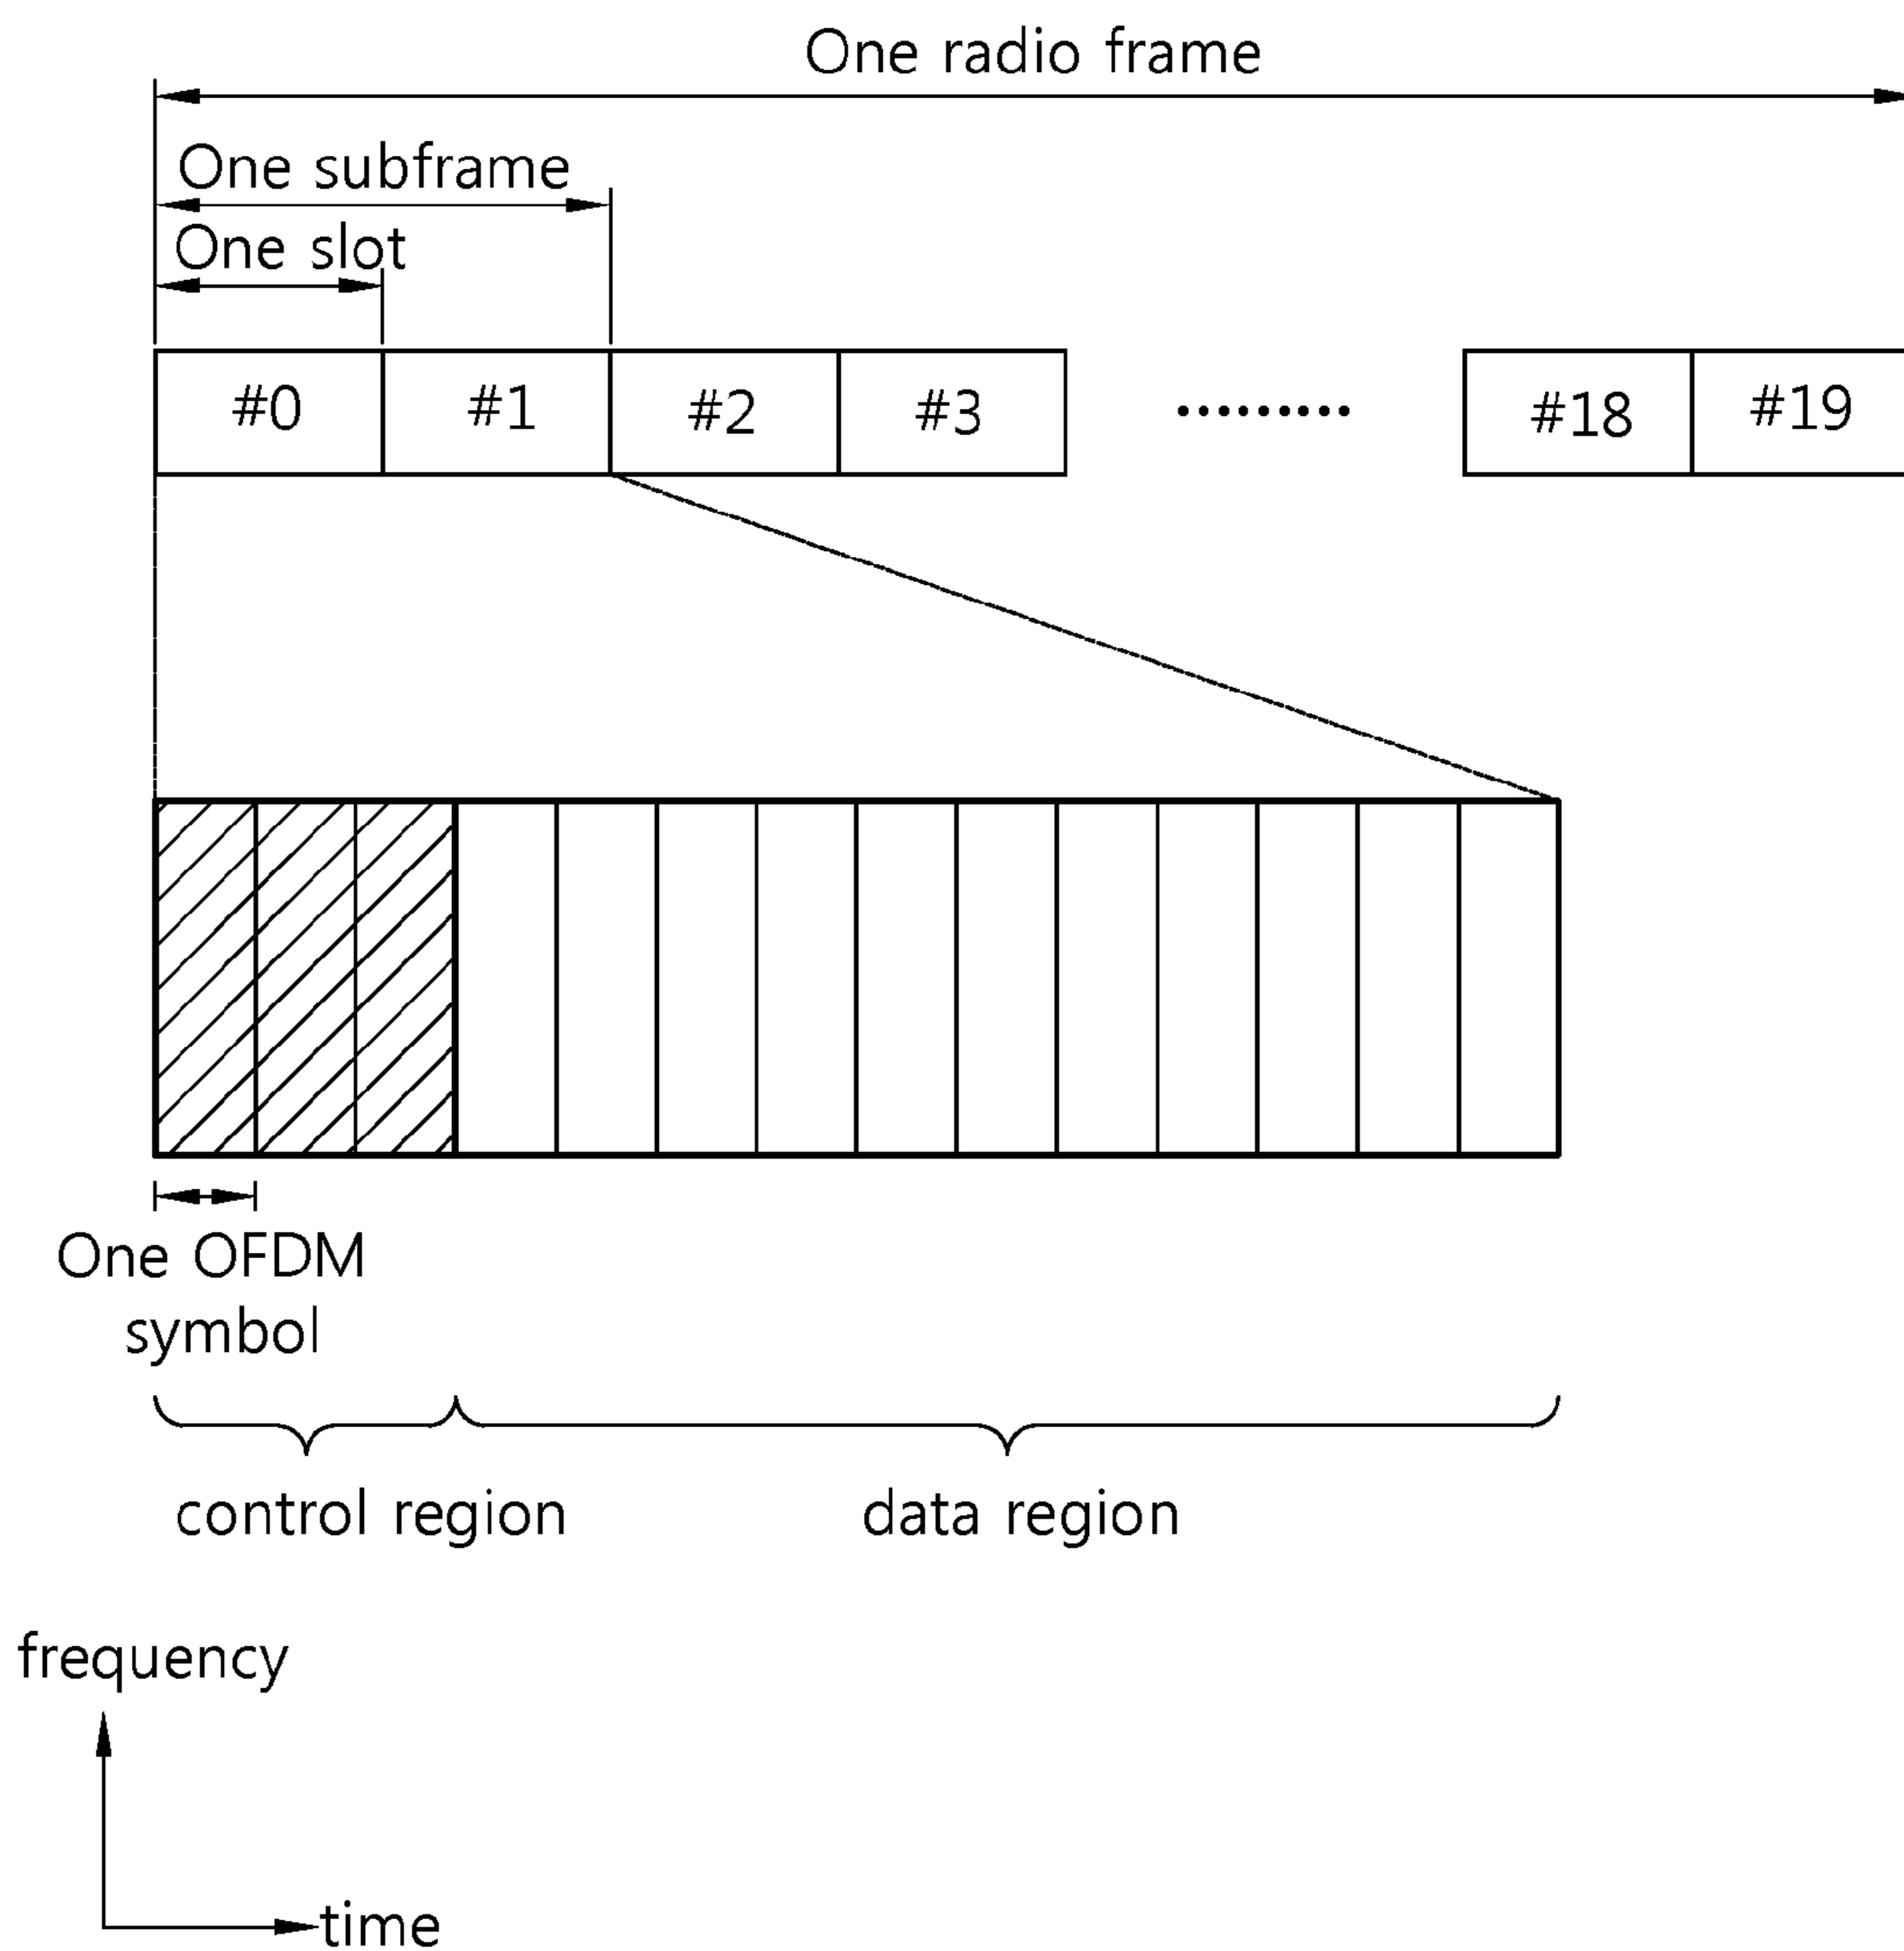 One radio frame
One subframe
One slot
#0 #1 #2 #3 ......... #18 #19
One OFDM
symbol
control region data region
frequency
time